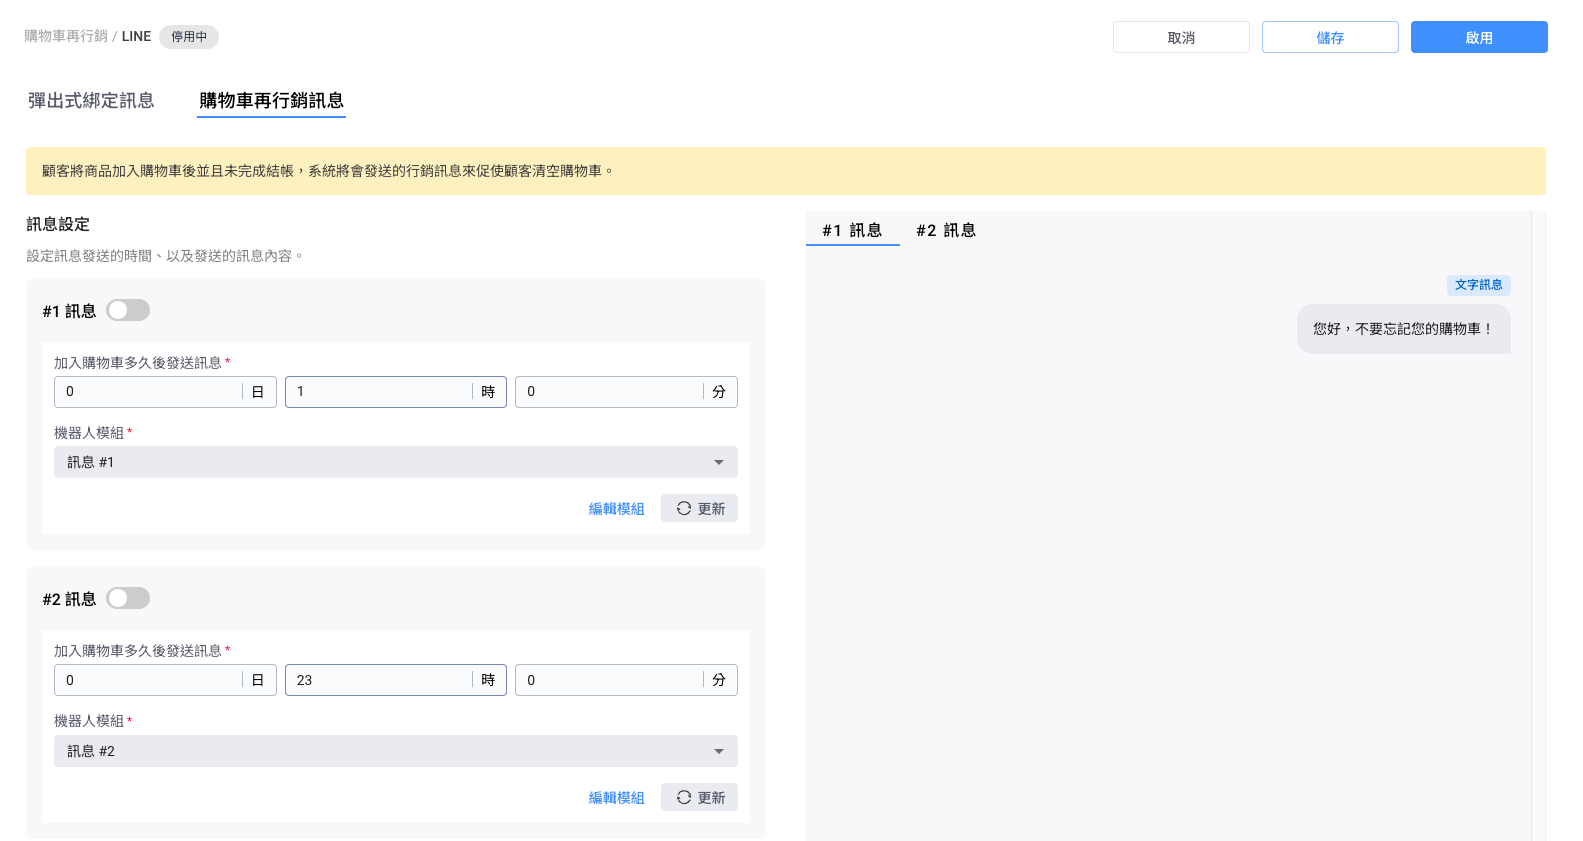 購物車再行銷 / LINE 停用中
取消 儲存 啟用
彈出式綁定訊息 購物車再行銷訊息
顧客將商品加入購物車後並且未完成結帳，系統將會發送的行銷訊息來促使顧客清空購物車。
訊息設定
設定訊息發送的時間、以及發送的訊息內容。
#1 訊息
加入購物車多久後發送訊息*
0 日 1 時 0 分
機器人模組*
訊息 #1
編輯模組 更新
#2 訊息
加入購物車多久後發送訊息*
0 日 23 時 0 分
機器人模組*
訊息 #2
編輯模組 更新
#1 訊息 #2 訊息
文字訊息
您好，不要忘記您的購物車！